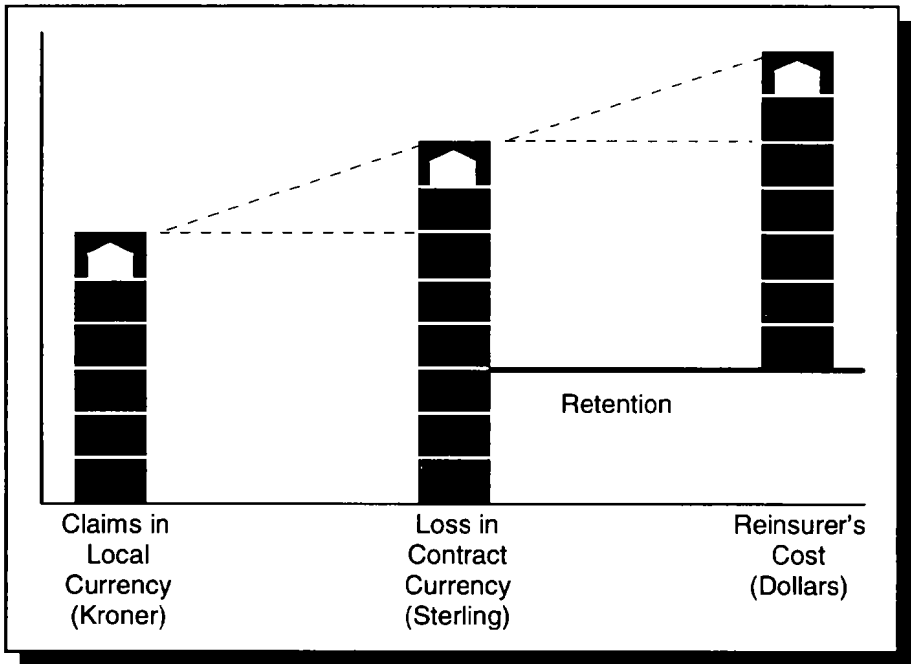 Retention
Claims in
Local
Currency
(Kroner)
Loss in
Contract
Currency
(Sterling)
Reinsurer's
Cost
(Dollars)